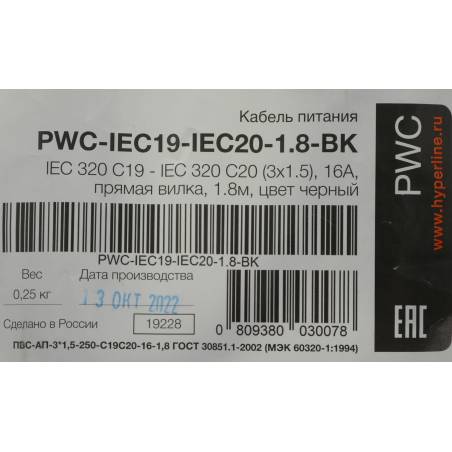 Кабель питания
PWC-IEC19-IEC20-1.8-BK
IEC 320 C19 - IEC 320 C20 (3x1.5), 16A,
прямая вилка, 1.8м, цвет черный
PWC-IEC19-IEC20-1.8-BK
Вес
Дата производства
0,25 кг
13 ОКТ 2022
Сделано в России
19228
0 809380 030078
ПВС-АП-3*1,5-250-С19С20-16-1,8 ГОСТ 30851.1-2002 (МЭК 60320-1:1994)
PWC
www.hyperline.ru
EAC